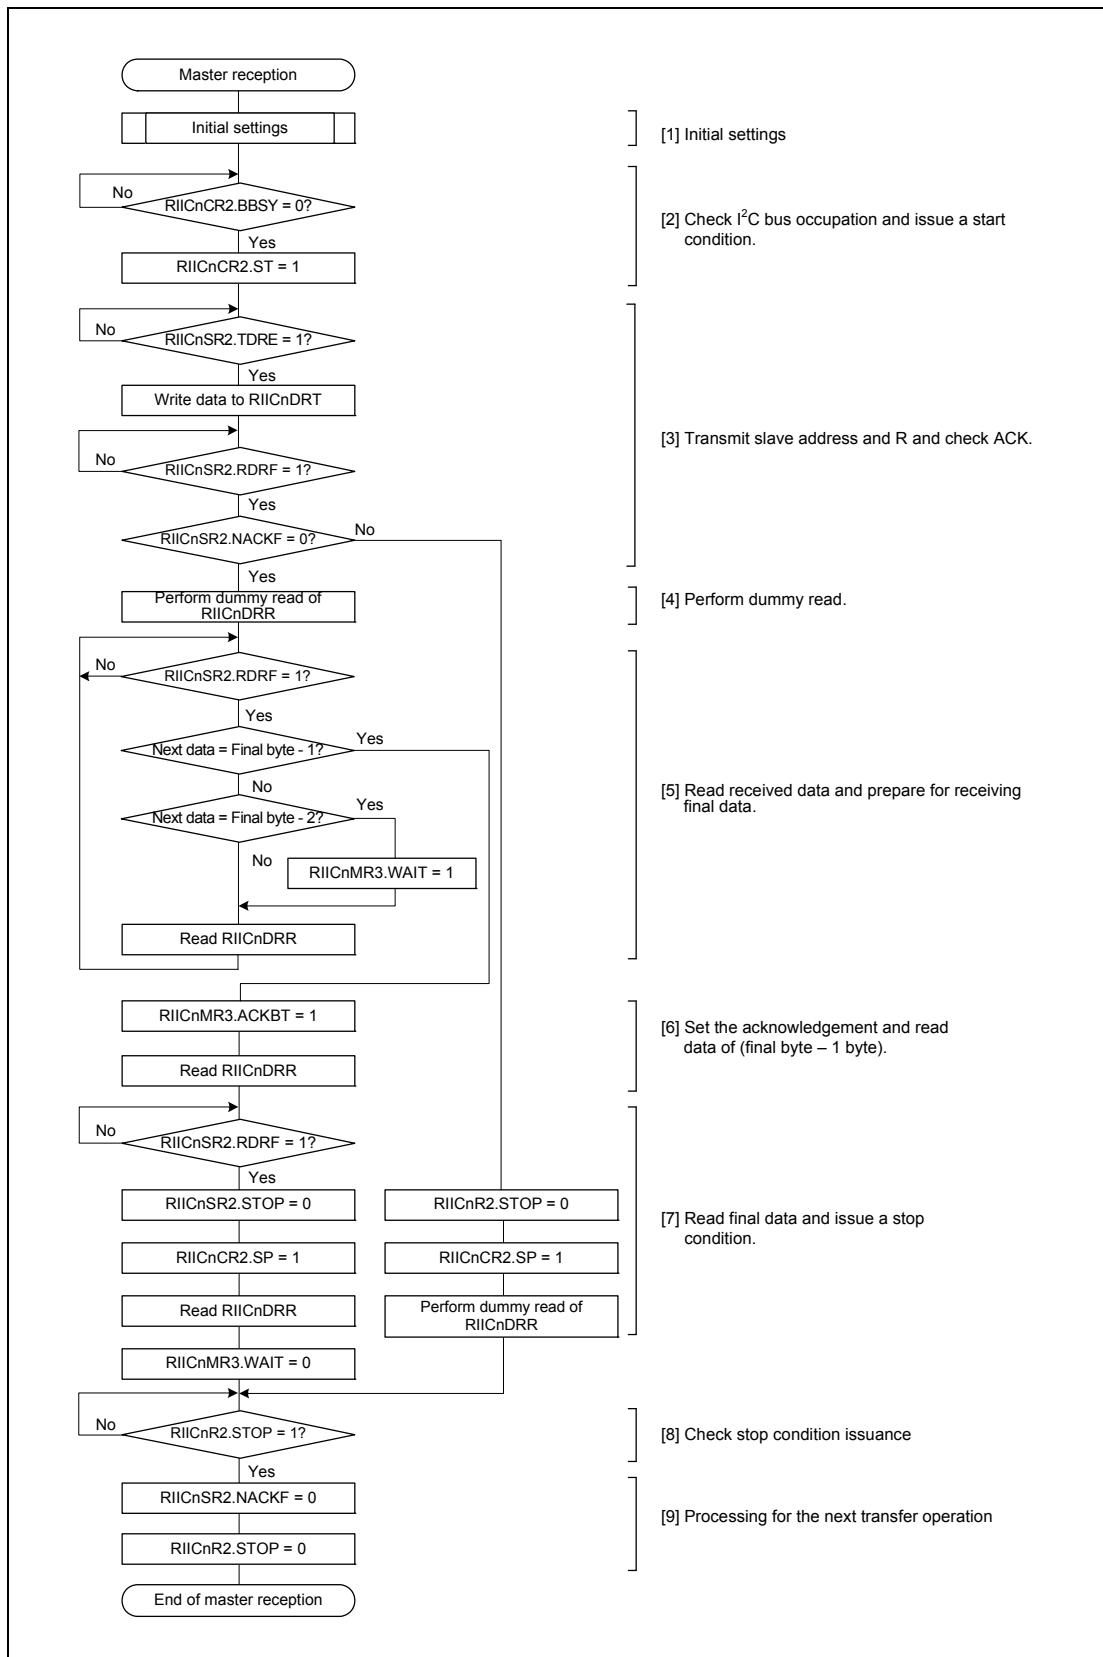 Master reception
Initial settings
[1] Initial settings
No
RIICnCR2.BBSY = 0?
Yes
RIICnCR2.ST = 1
[2] Check I²C bus occupation and issue a start
condition.
No
RIICnSR2.TDRE = 1?
Yes
Write data to RIICnDRT
No
RIICnSR2.RDRF = 1?
Yes
RIICnSR2.NACKF = 0?
No
Yes
[3] Transmit slave address and R and check ACK.
Perform dummy read of
RIICnDRR
[4] Perform dummy read.
No
RIICnSR2.RDRF = 1?
Yes
Next data = Final byte - 1?
Yes
No
Next data = Final byte - 2?
Yes
No
RIICnMR3.WAIT = 1
Read RIICnDRR
[5] Read received data and prepare for receiving
final data.
RIICnMR3.ACKBT = 1
Read RIICnDRR
[6] Set the acknowledgement and read
data of (final byte – 1 byte).
No
RIICnSR2.RDRF = 1?
Yes
RIICnSR2.STOP = 0
RIICnCR2.SP = 1
Read RIICnDRR
RIICnMR3.WAIT = 0
RIICnR2.STOP = 0
RIICnCR2.SP = 1
Perform dummy read of
RIICnDRR
[7] Read final data and issue a stop
condition.
No
RIICnR2.STOP = 1?
Yes
[8] Check stop condition issuance
RIICnSR2.NACKF = 0
RIICnR2.STOP = 0
[9] Processing for the next transfer operation
End of master reception